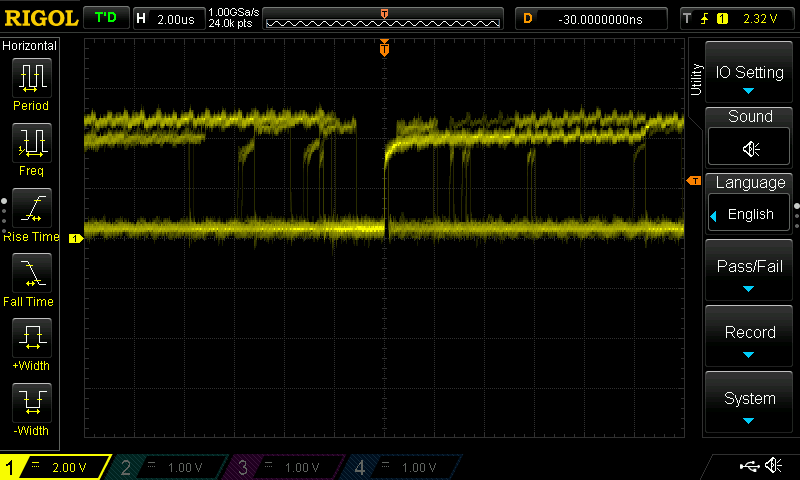 RIGOL
T'D
H 2.00us
1.00GSa/s
24.0k pts
T
D -30.0000000ns
T 1 2.32 V
Horizontal
Period
Freq
Rise Time
Fall Time
+Width
-Width
T
T
1
Utility
IO Setting
Sound
Language
English
Pass/Fail
Record
System
1 2.00 V
2 1.00 V
3 1.00 V
4 1.00 V